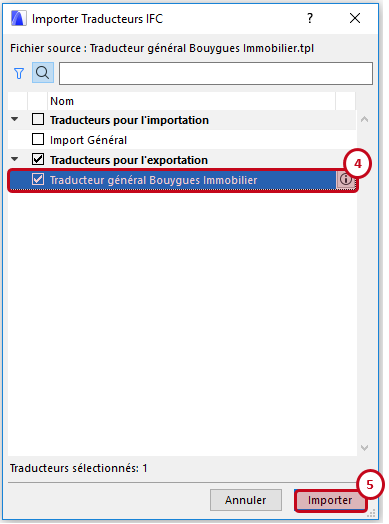 Importer Traducteurs IFC
?
Fichier source : Traducteur général Bouygues Immobilier.tpl
Nom
Traducteurs pour l'importation
Import Général
Traducteurs pour l'exportation
4
Traducteur général Bouygues Immobilier
Traducteurs sélectionnés: 1
5
Annuler Importer